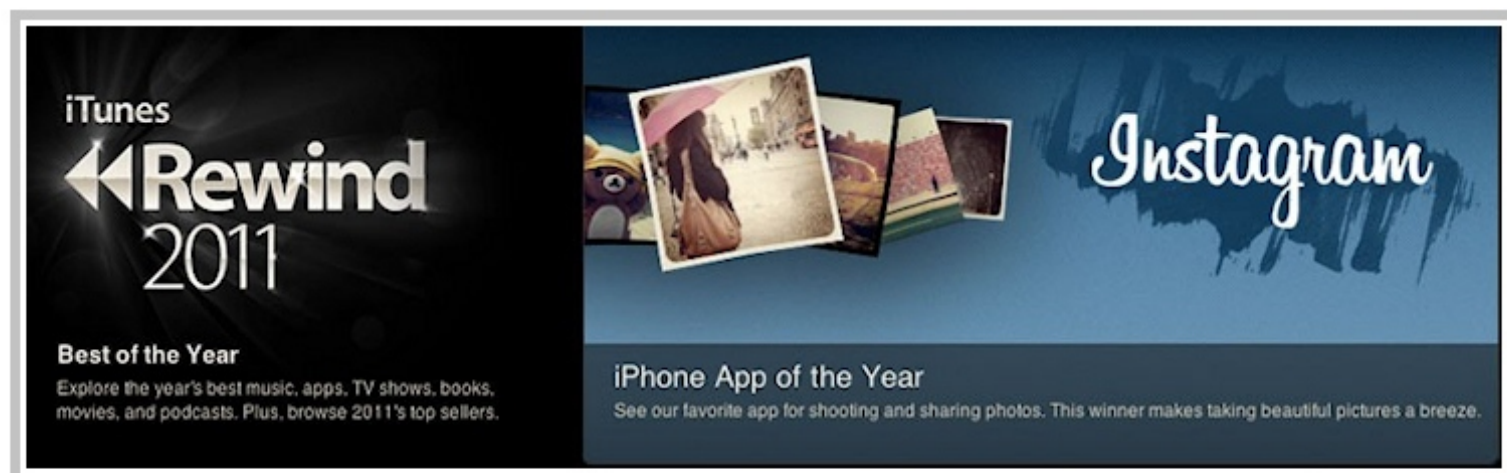 iTunes
Rewind
2011
Best of the Year
Explore the year's best music, apps, TV shows, books,
movies, and podcasts. Plus, browse 2011's top sellers.
Instagram
iPhone App of the Year
See our favorite app for shooting and sharing photos. This winner makes taking beautiful pictures a breeze.